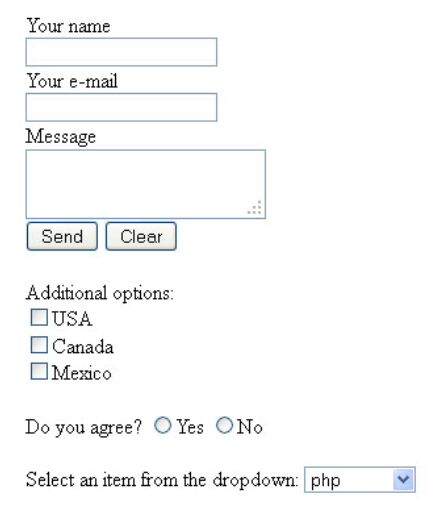 Your name
Your e-mail
Message
Send Clear
Additional options:
USA
Canada
Mexico
Do you agree? Yes No
Select an item from the dropdown: php